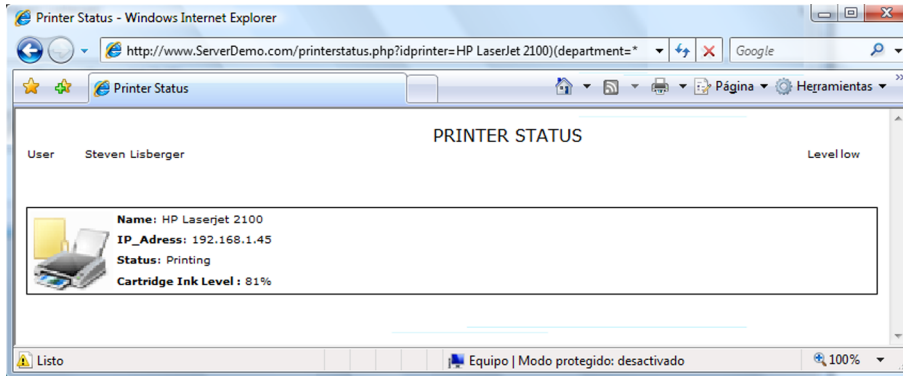 Printer Status - Windows Internet Explorer
http://www.ServerDemo.com/printerstatus.php?idprinter=HP LaserJet 2100)(department=*
Google
Printer Status
Página
Herramientas
PRINTER STATUS
User Steven Lisberger Level low
Name: HP Laserjet 2100
IP_Adress: 192.168.1.45
Status: Printing
Cartridge Ink Level : 81%
Listo
Equipo | Modo protegido: desactivado
100%